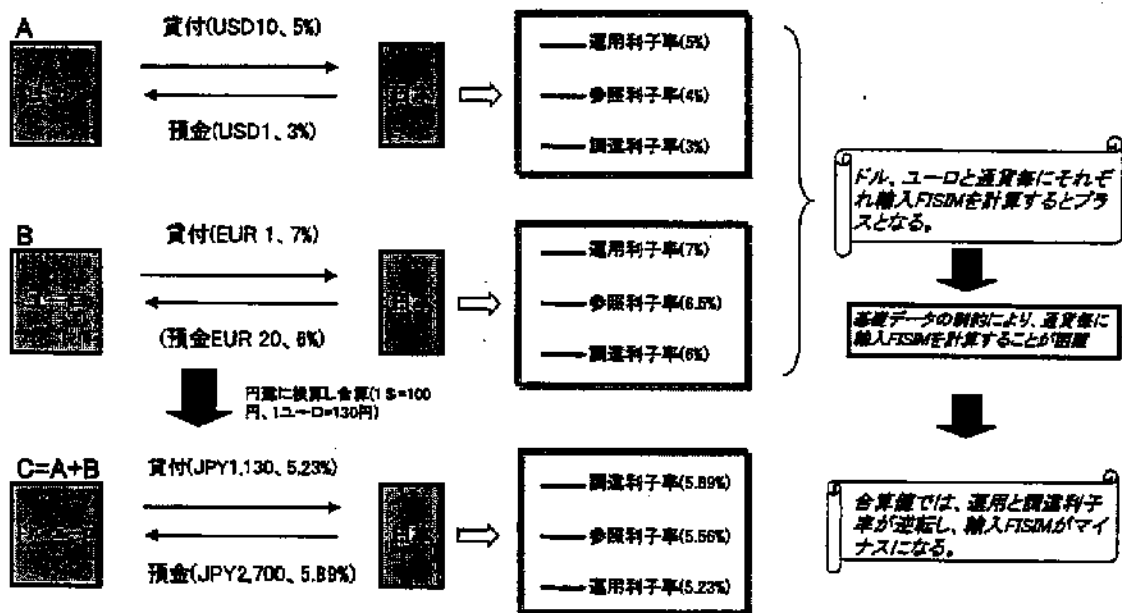 A
貸付(USD10、5%)
預金(USD1、3%)
運用利子率(5%)
参照利子率(4%)
調達利子率(3%)
B
貸付(EUR 1、7%)
(預金EUR 20、6%)
運用利子率(7%)
参照利子率(6.5%)
調達利子率(6%)
ドル、ユーロと通貨毎にそれぞ
れ輸入FISIMを計算するとプラ
スとなる。
基礎データの制約により、通貨毎に
輸入FISIMを計算することが困難
円建に換算し合算(1$=100
円、1ユーロ=130円)
C=A+B
貸付(JPY1,130、5.23%)
預金(JPY2,700、5.89%)
調達利子率(5.89%)
参照利子率(5.56%)
運用利子率(5.23%)
合算値では、運用と調達利子
率が逆転し、輸入FISIMがマイ
ナスになる。